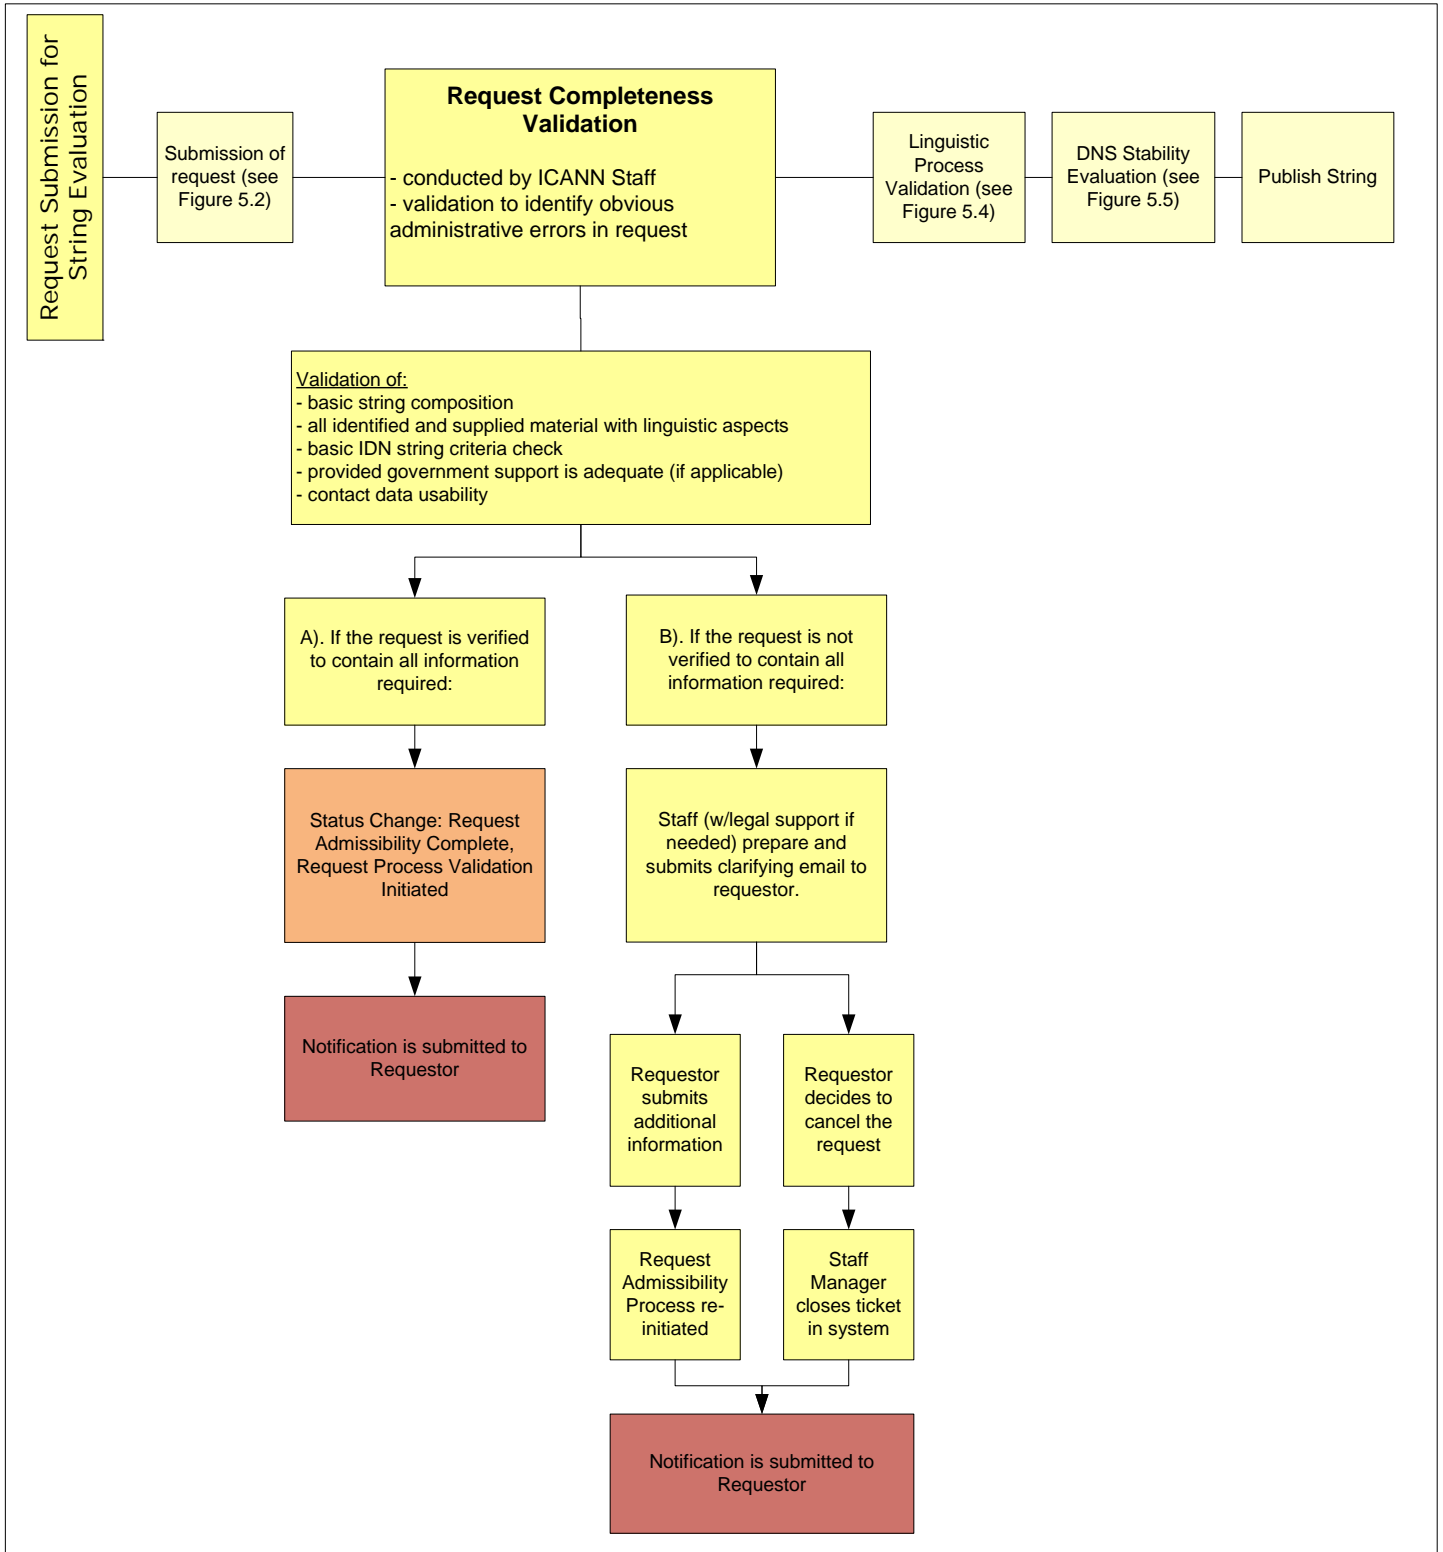 Request Submission for
String Evaluation
Submission of
request (see
Figure 5.2)
Request Completeness
Validation
- conducted by ICANN Staff
- validation to identify obvious
administrative errors in request
Linguistic
Process
Validation (see
Figure 5.4)
DNS Stability
Evaluation (see
Figure 5.5)
Publish String
Validation of:
- basic string composition
- all identified and supplied material with linguistic aspects
- basic IDN string criteria check
- provided government support is adequate (if applicable)
- contact data usability
A). If the request is verified
to contain all information
required:
B). If the request is not
verified to contain all
information required:
Status Change: Request
Admissibility Complete,
Request Process Validation
Initiated
Staff (w/legal support if
needed) prepare and
submits clarifying email to
requestor.
Notification is submitted to
Requestor
Requestor
submits
additional
information
Requestor
decides to
cancel the
request
Request
Admissibility
Process re-
initiated
Staff
Manager
closes ticket
in system
Notification is submitted to
Requestor